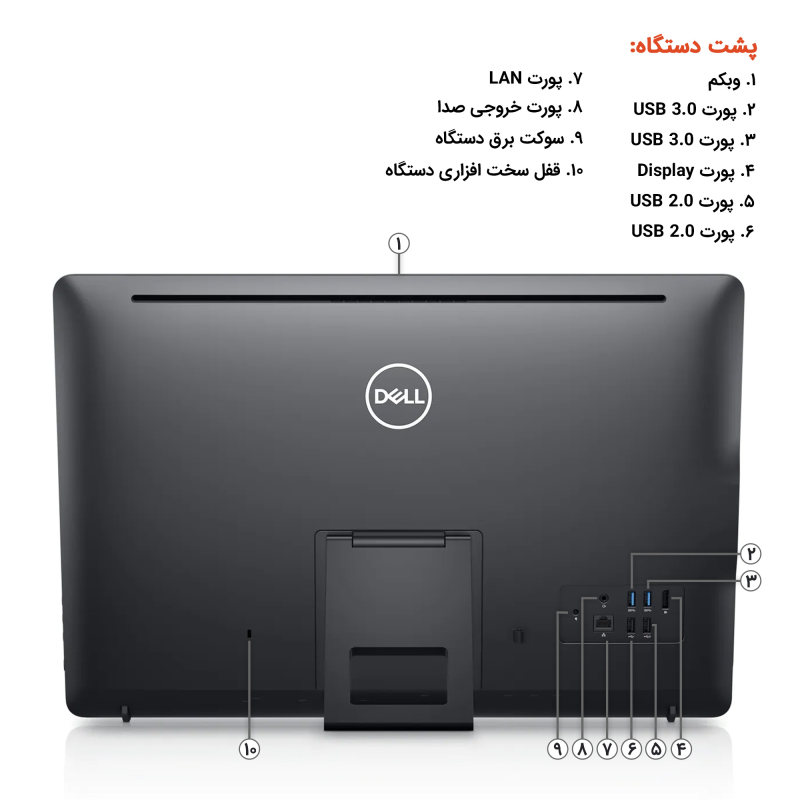 پشت دستگاه:
۱. وبکم
۲. پورت USB 3.0
۳. پورت USB 3.0
۴. پورت Display
۵. پورت USB 2.0
۶. پورت USB 2.0
۷. پورت LAN
۸. پورت خروجی صدا
۹. سوکت برق دستگاه
۱۰. قفل سخت افزاری دستگاه
۱
DELL
۲
۳
۱۰
۹ ۸ ۷ ۶ ۵ ۴